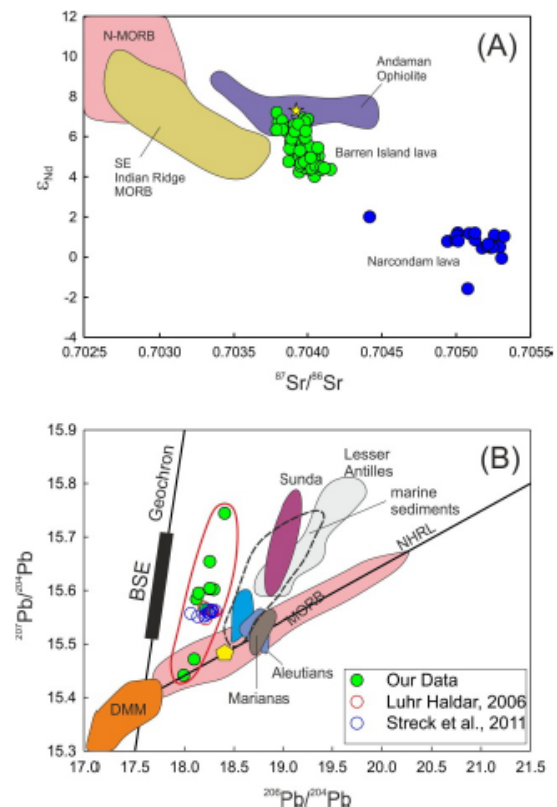 (A)
12
10
8
6
4
2
0
-2
-4
εNd
N-MORB
SE
Indian Ridge
MORB
Andaman
Ophiolite
Barren Island lava
Narcondam lava
0.7025 0.7030 0.7035 0.7040 0.7045 0.7050 0.7055
⁸⁷Sr/⁸⁶Sr
(B)
15.9
15.8
15.7
15.6
15.5
15.4
15.3
²⁰⁷Pb/²⁰⁴Pb
Geochron
BSE
Lesser
Antilles
Sunda
marine
sediments
NHRL
MORB
Aleutians
Marianas
DMM
Our Data
Luhr Haldar, 2006
Streck et al., 2011
17.0 17.5 18.0 18.5 19.0 19.5 20.0 20.5 21.0 21.5
²⁰⁶Pb/²⁰⁴Pb